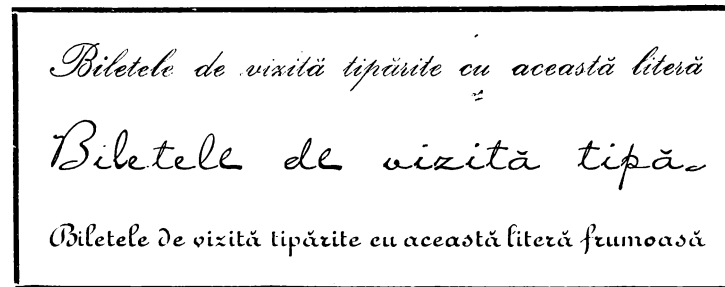 Biletele de vizită tipărite cu această literă
Biletele de vizită tipă-
Biletele de vizită tipărite cu această literă frumoasă